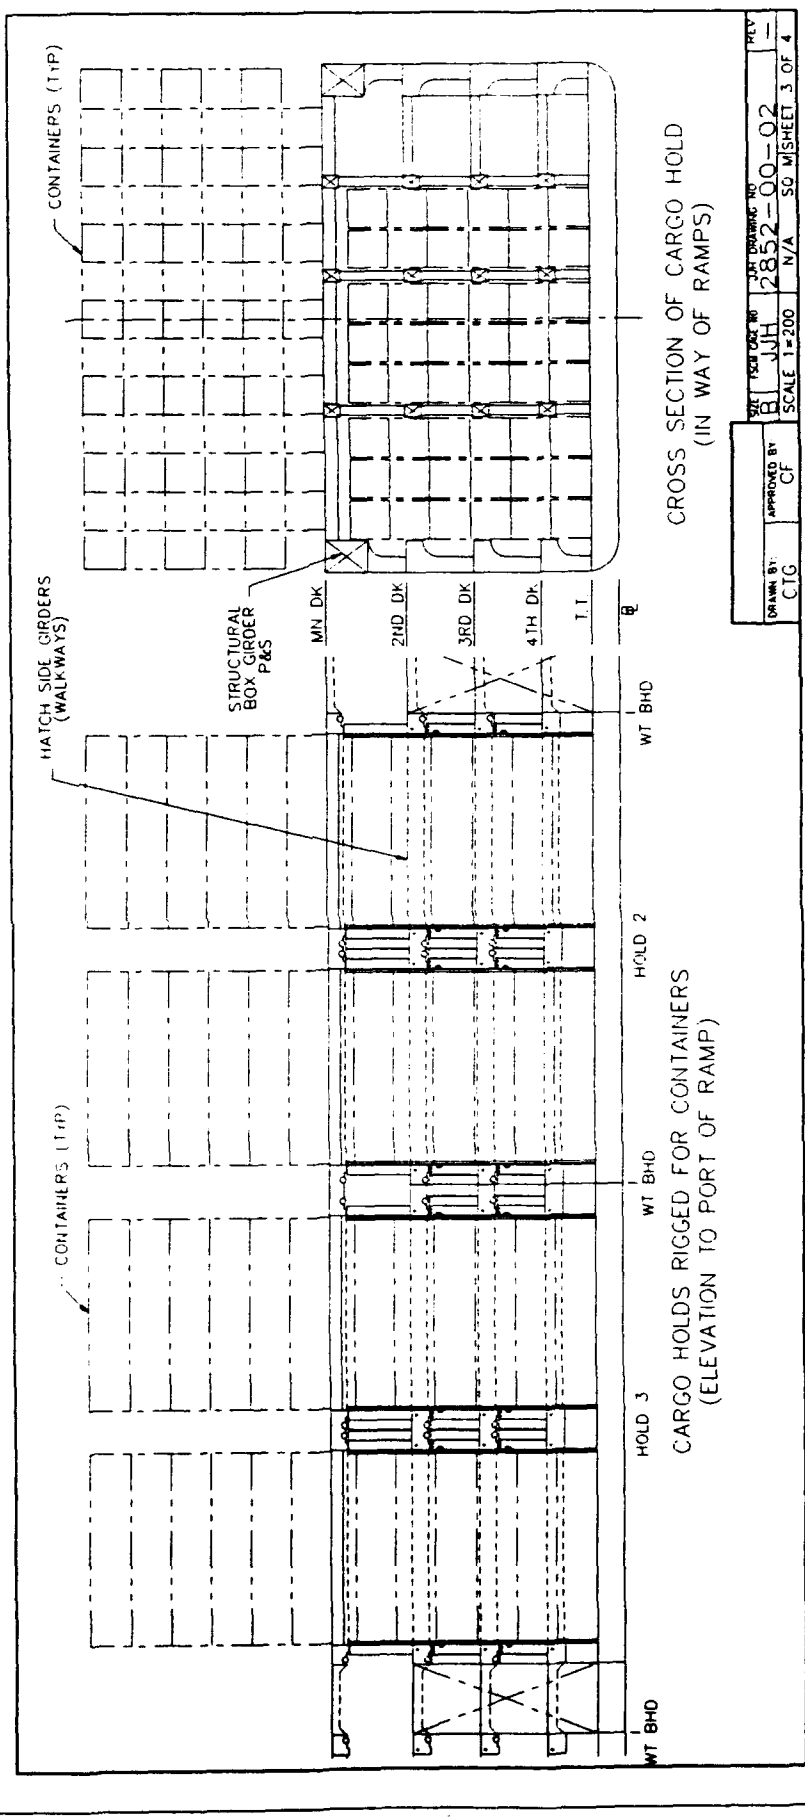 CONTAINERS (TYP)
HATCH SIDE GIRDERS
(WALKWAYS)
CONTAINERS (TYP)
STRUCTURAL
BOX GIRDER
P&S
MN DK
2ND DK
3RD DK
4TH DK
T.T.
WT BHD
HOLD 3
WT BHD
HOLD 2
WT BHD
CARGO HOLDS RIGGED FOR CONTAINERS
(ELEVATION TO PORT OF RAMP)
CROSS SECTION OF CARGO HOLD
(IN WAY OF RAMPS)
DRAWN BY:
CTG
APPROVED BY
CF
SIZE
B
FSCM CAGE NO
JJH
JJH DRAWING NO
2852-00-02
REV
—
SCALE 1=200
N/A
SQ M
SHEET 3 OF 4